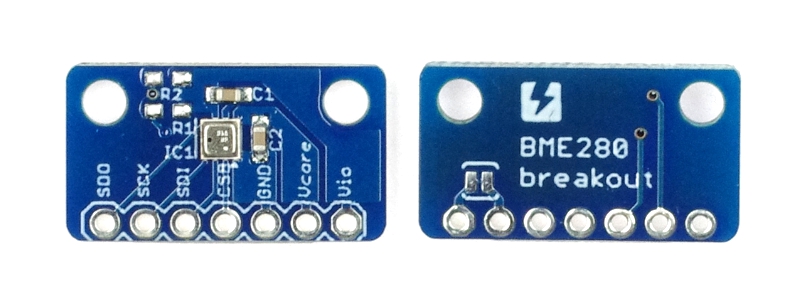 R2
C1
R1
IC1
C2
SDO
SCK
SDI
CSB
GND
Vcore
Vio
BME280
breakout